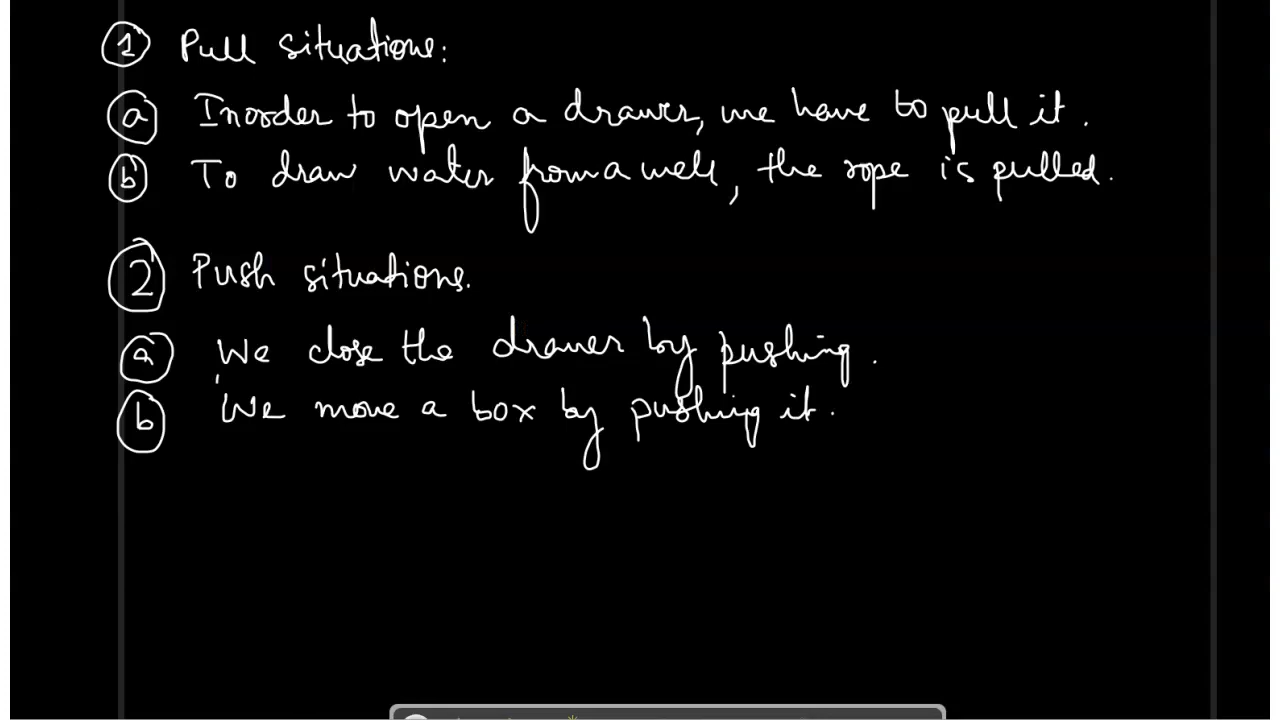 1 Pull situations:
a Inorder to open a drawer, we have to pull it.
b To draw water from a well, the rope is pulled.
2 Push situations.
a We close the drawer by pushing.
b We move a box by pushing it.